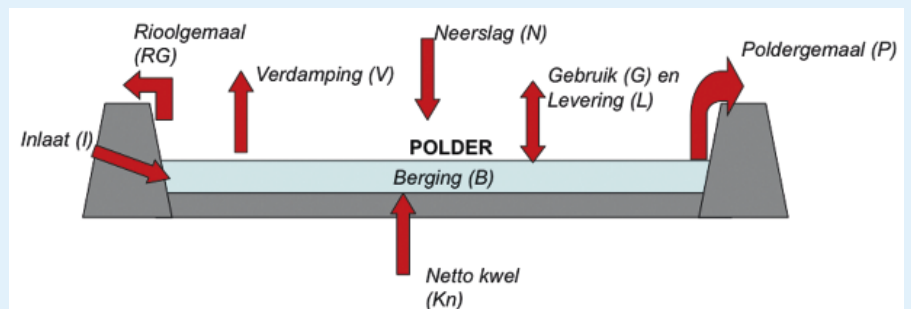 Rioolgemaal
(RG)
Neerslag (N)
Poldergemaal (P)
Verdamping (V)
Gebruik (G) en
Levering (L)
Inlaat (I)
POLDER
Berging (B)
Netto kwel
(Kn)